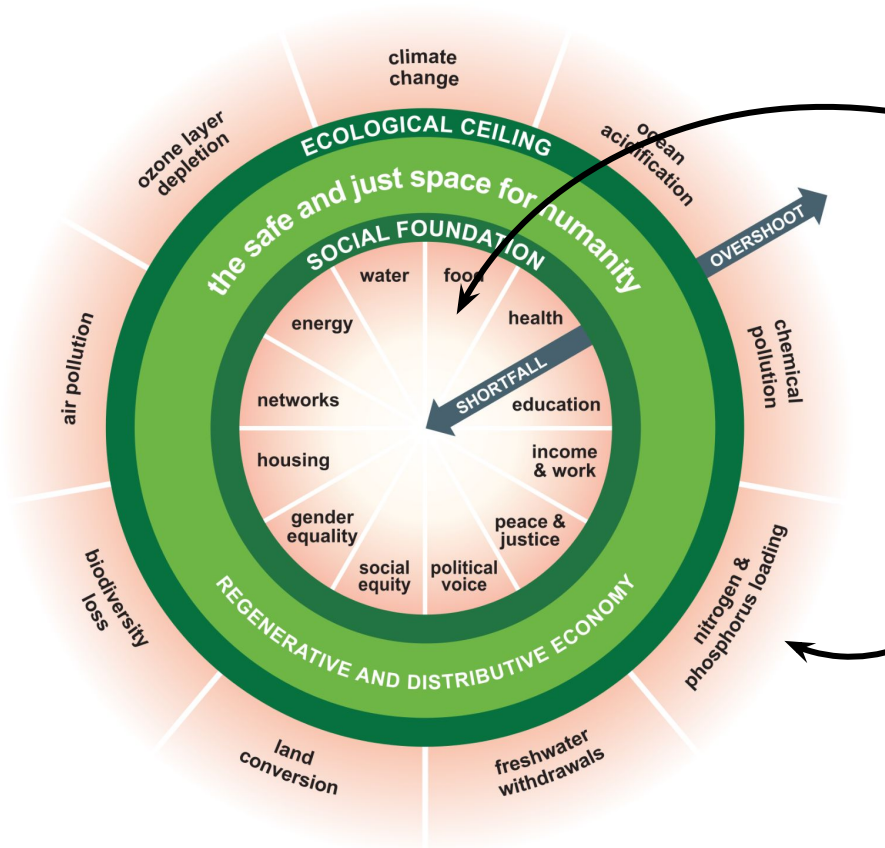 climate
change
ozone layer
depletion
ocean
acidification
ECOLOGICAL CEILING
the safe and just space for humanity
SOCIAL FOUNDATION
OVERSHOOT
water
food
energy
health
SHORTFALL
air pollution
chemical
pollution
networks
education
housing
income
& work
gender
equality
peace &
justice
social
equity
political
voice
biodiversity
loss
nitrogen &
phosphorus loading
REGENERATIVE AND DISTRIBUTIVE ECONOMY
land
conversion
freshwater
withdrawals